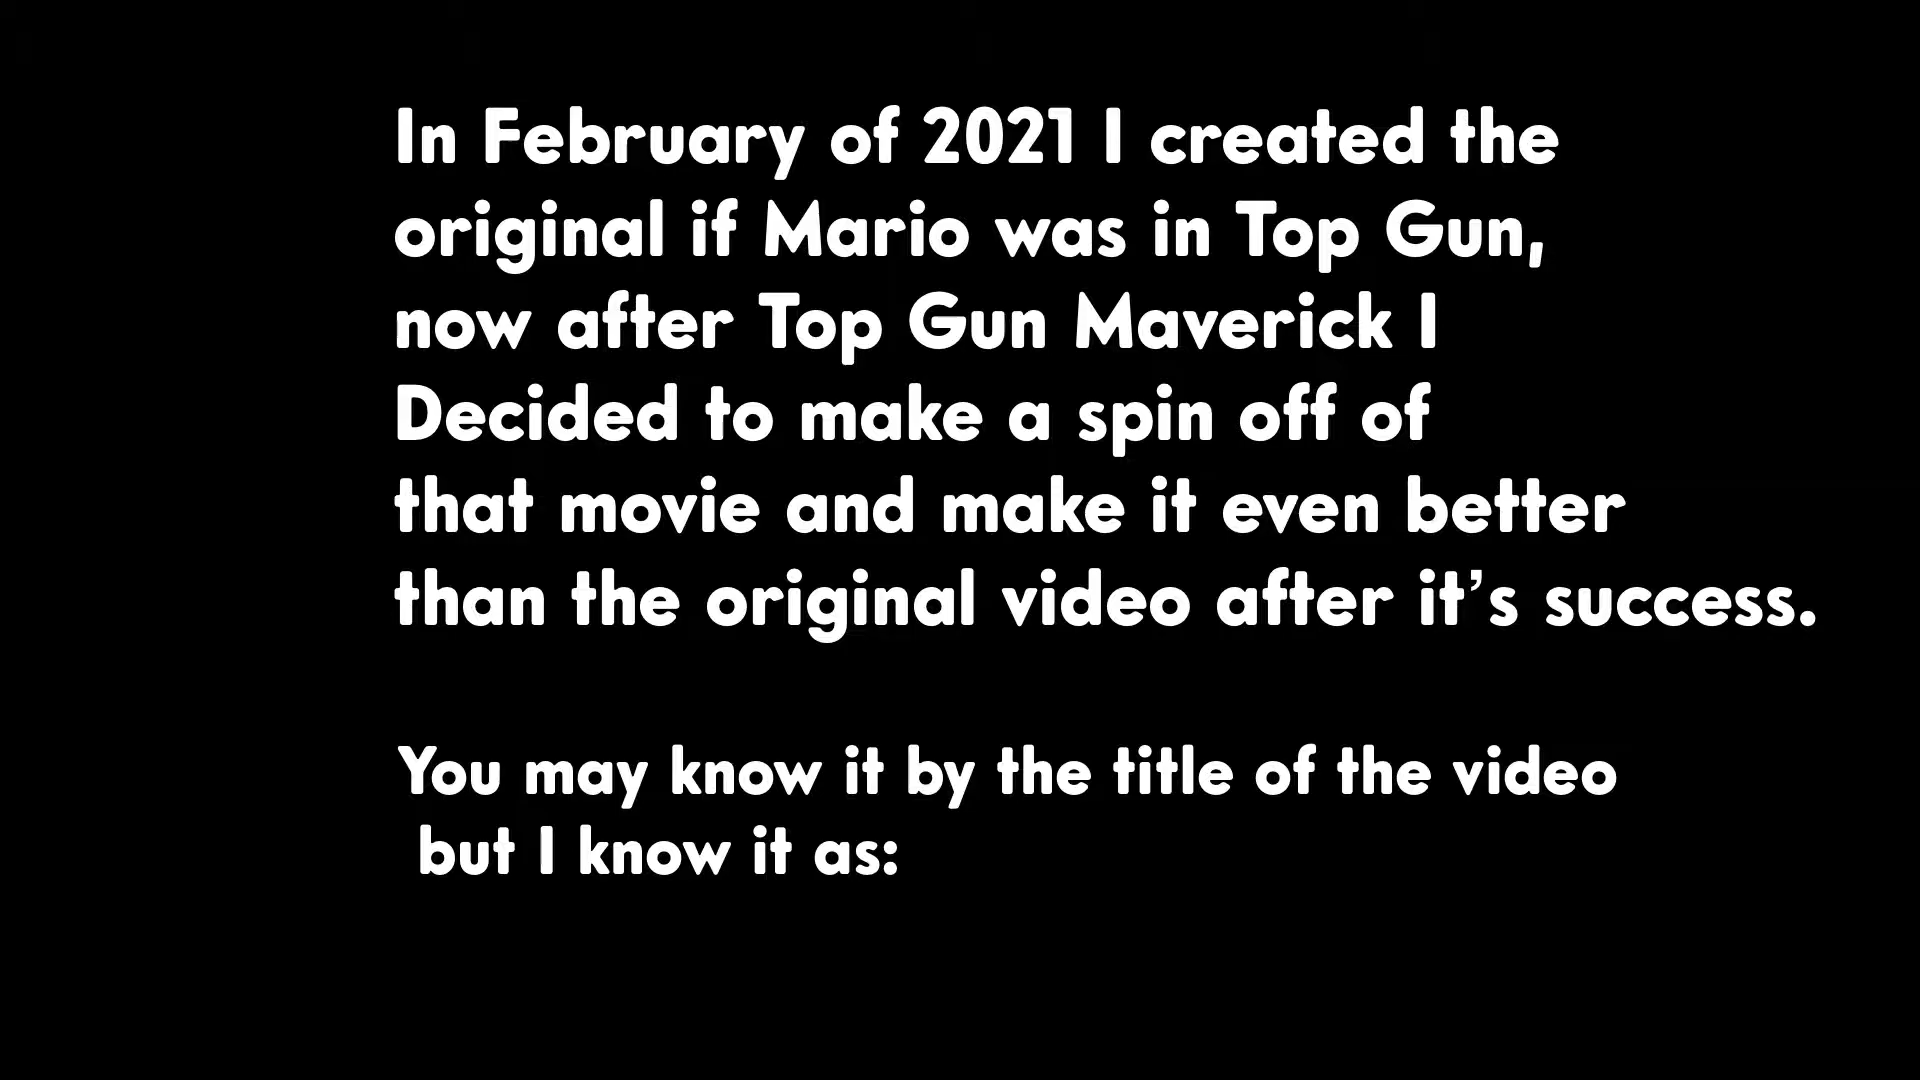 In February of 2021 I created the
original if Mario was in Top Gun,
now after Top Gun Maverick I
Decided to make a spin off of
that movie and make it even better
than the original video after it’s success.
You may know it by the title of the video
but I know it as: